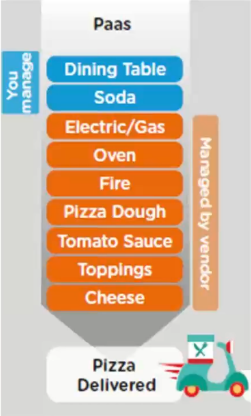 Paas
You manage
Dining Table
Soda
Electric/Gas
Oven
Fire
Pizza Dough
Tomato Sauce
Toppings
Cheese
Managed by vendor
Pizza
Delivered